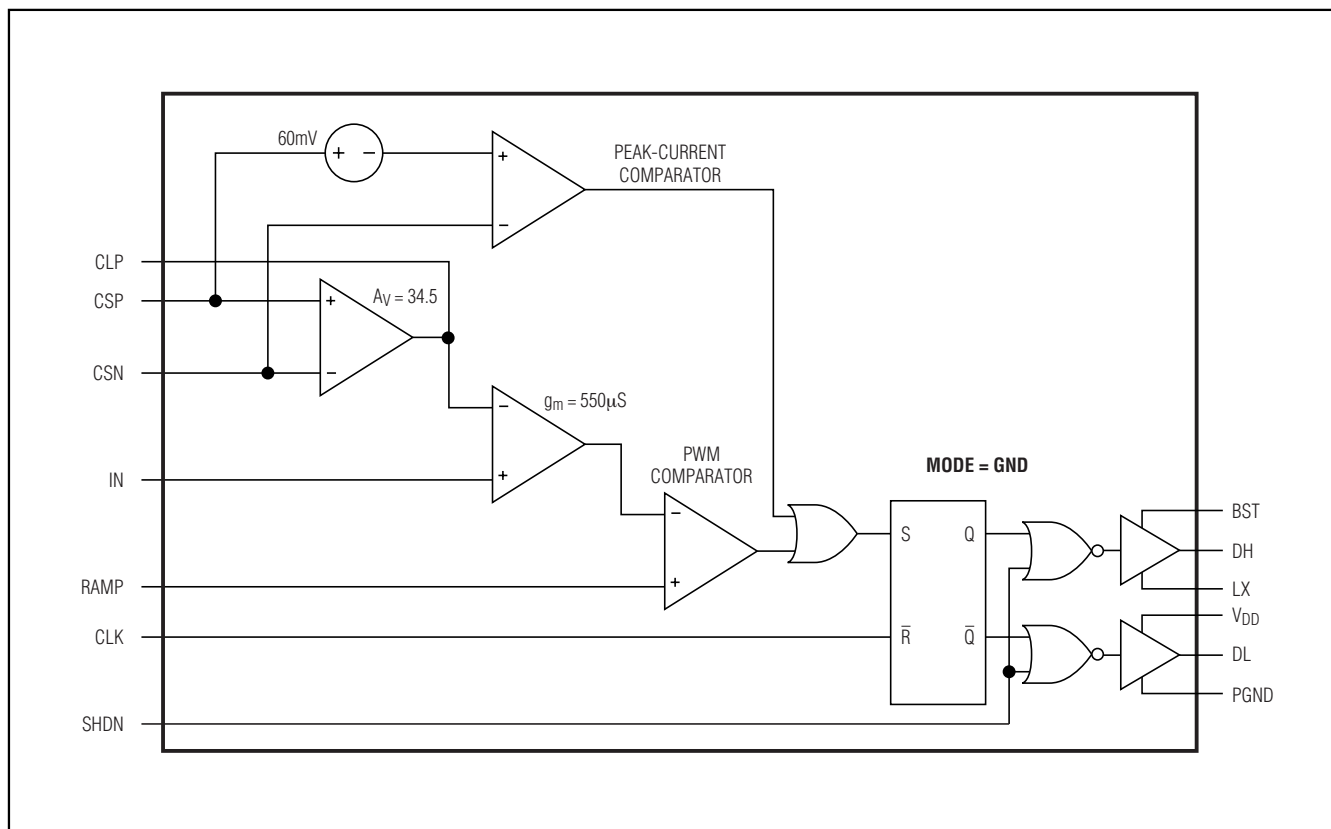 60mV
+ −
+
−
PEAK-CURRENT
COMPARATOR
CLP
CSP
CSN
+
−
AV = 34.5
−
+
gm = 550μS
IN
PWM
COMPARATOR
−
+
RAMP
CLK
SHDN
MODE = GND
S Q
R̅ Q̅
BST
DH
LX
VDD
DL
PGND